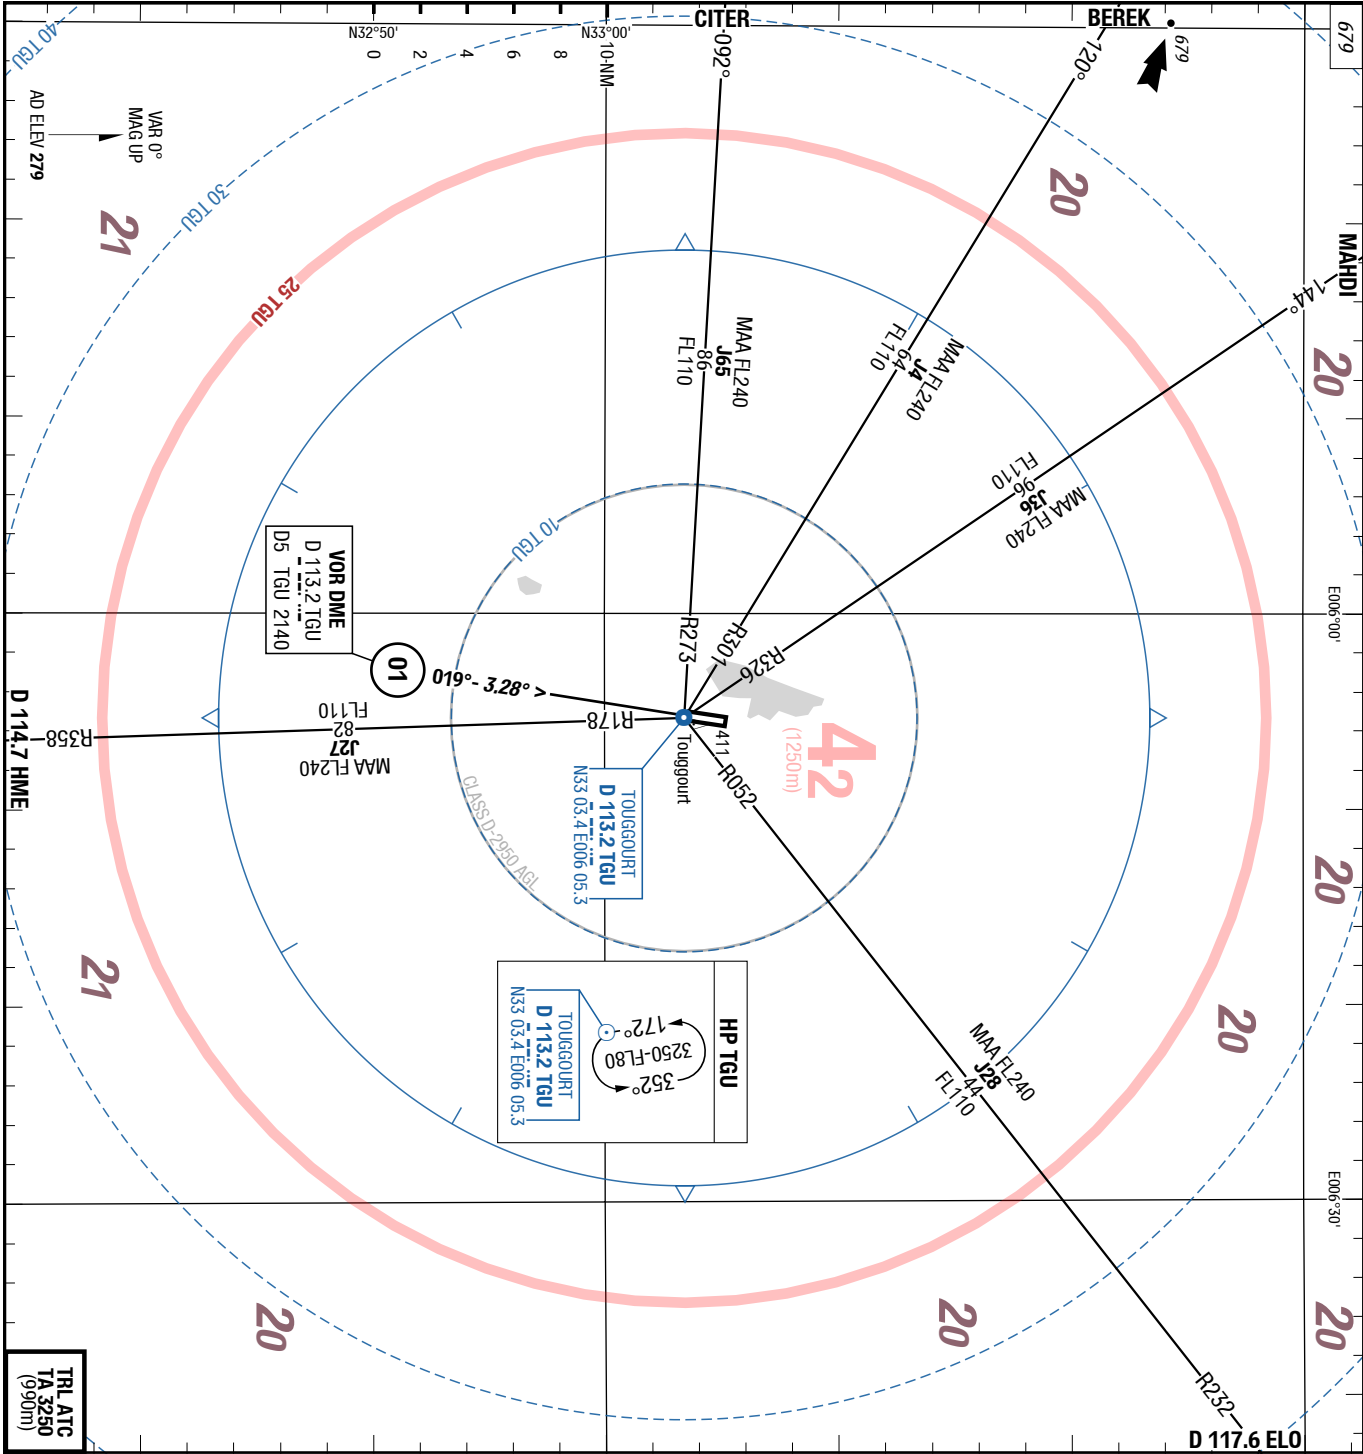 679
BEREK
679
120°
CITER
092°
MAHDI
144°
N33°00'
N32°50'
10-NM
8
6
4
2
0
40 TGU
VAR 0°
MAG UP
AD ELEV 279
30 TGU
25 TGU
10 TGU
20
20
21
MAA FL240
J65
86
FL110
MAA FL240
J4
64
FL110
FL110
96
J36
MAA FL240
E006°00'
R273
R301
R326
VOR DME
D 113.2 TGU
D5 TGU 2140
01
019° - 3.28° >
R178
FL110
82
J27
MAA FL240
R358
D 114.7 HME
411
Touggourt
42
(1250m)
R052
TOUGGOURT
D 113.2 TGU
N33 03.4 E006 05.3
CLASS D-2950 AGL
20
HP TGU
172°
3250-FL80
352°
TOUGGOURT
D 113.2 TGU
N33 03.4 E006 05.3
21
20
MAA FL240
J28
44
FL110
E006°30'
20
20
20
R232
D 117.6 ELO
TRL ATC
TA 3250
(990m)